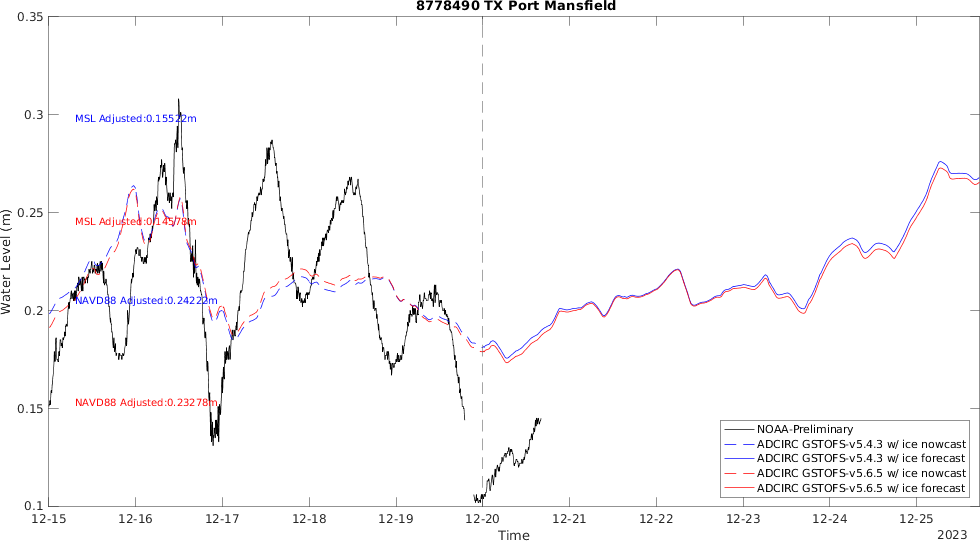 8778490 TX Port Mansfield
0.35
0.3
0.25
0.2
0.15
0.1
Water Level (m)
MSL Adjusted:0.15522m
MSL Adjusted:0.14578m
NAVD88 Adjusted:0.24222m
NAVD88 Adjusted:0.23278m
NOAA-Preliminary
ADCIRC GSTOFS-v5.4.3 w/ ice nowcast
ADCIRC GSTOFS-v5.4.3 w/ ice forecast
ADCIRC GSTOFS-v5.6.5 w/ ice nowcast
ADCIRC GSTOFS-v5.6.5 w/ ice forecast
12-15 12-16 12-17 12-18 12-19 12-20 12-21 12-22 12-23 12-24 12-25
Time
2023